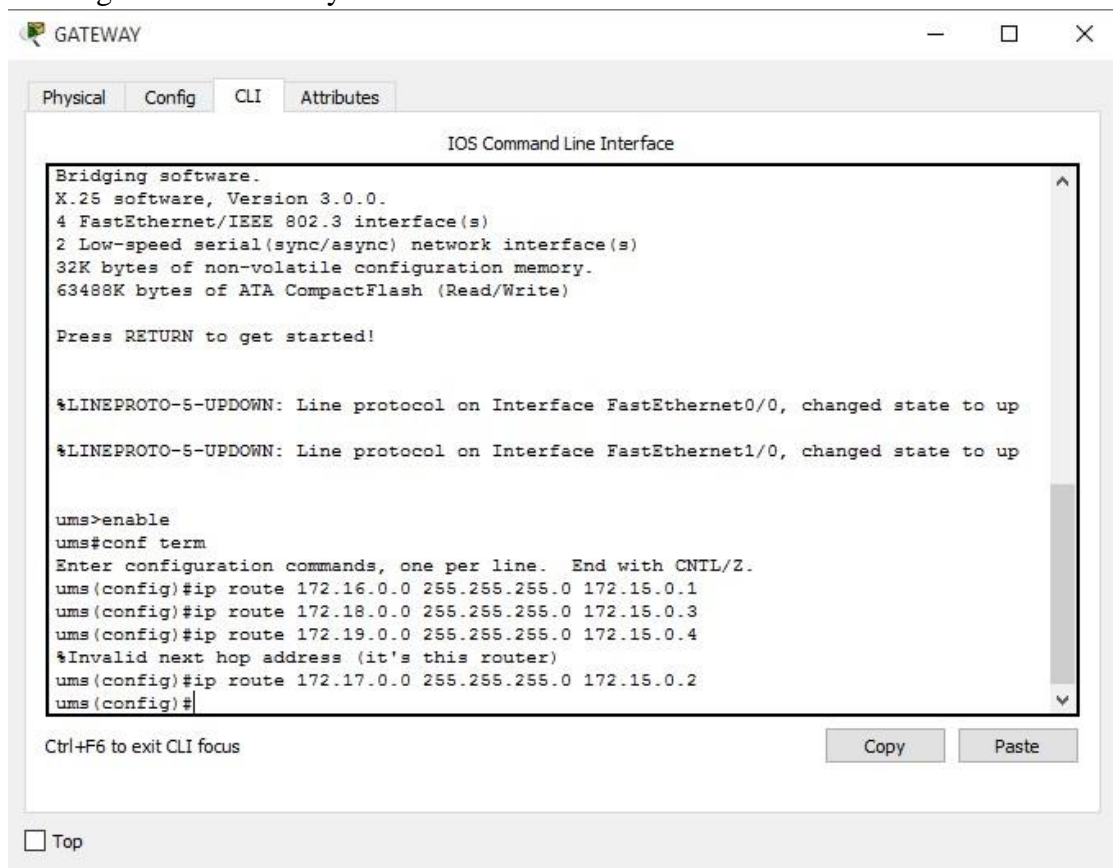 GATEWAY
Physical Config CLI Attributes
IOS Command Line Interface
Bridging software.
X.25 software, Version 3.0.0.
4 FastEthernet/IEEE 802.3 interface(s)
2 Low-speed serial(sync/async) network interface(s)
32K bytes of non-volatile configuration memory.
63488K bytes of ATA CompactFlash (Read/Write)
Press RETURN to get started!
%LINEPROTO-5-UPDOWN: Line protocol on Interface FastEthernet0/0, changed state to up
%LINEPROTO-5-UPDOWN: Line protocol on Interface FastEthernet1/0, changed state to up
ums>enable
ums#conf term
Enter configuration commands, one per line.  End with CNTL/Z.
ums(config)#ip route 172.16.0.0 255.255.255.0 172.15.0.1
ums(config)#ip route 172.18.0.0 255.255.255.0 172.15.0.3
ums(config)#ip route 172.19.0.0 255.255.255.0 172.15.0.4
%Invalid next hop address (it's this router)
ums(config)#ip route 172.17.0.0 255.255.255.0 172.15.0.2
ums(config)#
Ctrl+F6 to exit CLI focus Copy Paste
Top